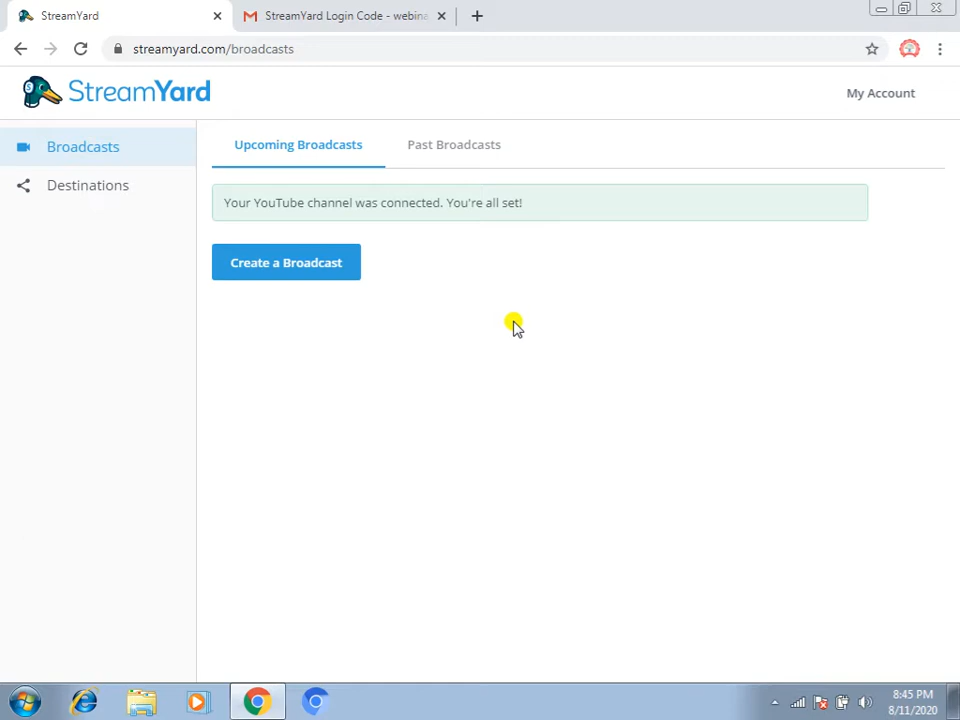 StreamYard
StreamYard Login Code - webina
streamyard.com/broadcasts
StreamYard
My Account
Broadcasts
Destinations
Upcoming Broadcasts
Past Broadcasts
Your YouTube channel was connected. You're all set!
Create a Broadcast
8:45 PM
8/11/2020